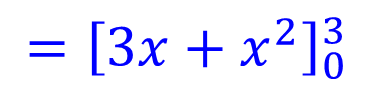 = [3x + x²]₀³